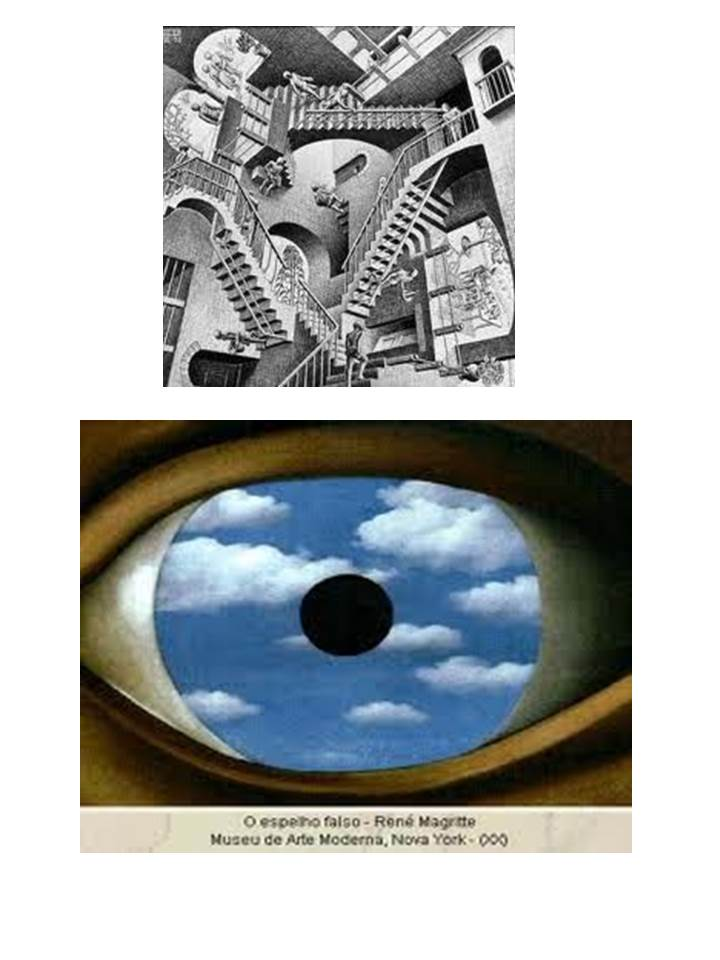 O espelho falso - René Magritte
Museu de Arte Moderna, Nova York - (XX)